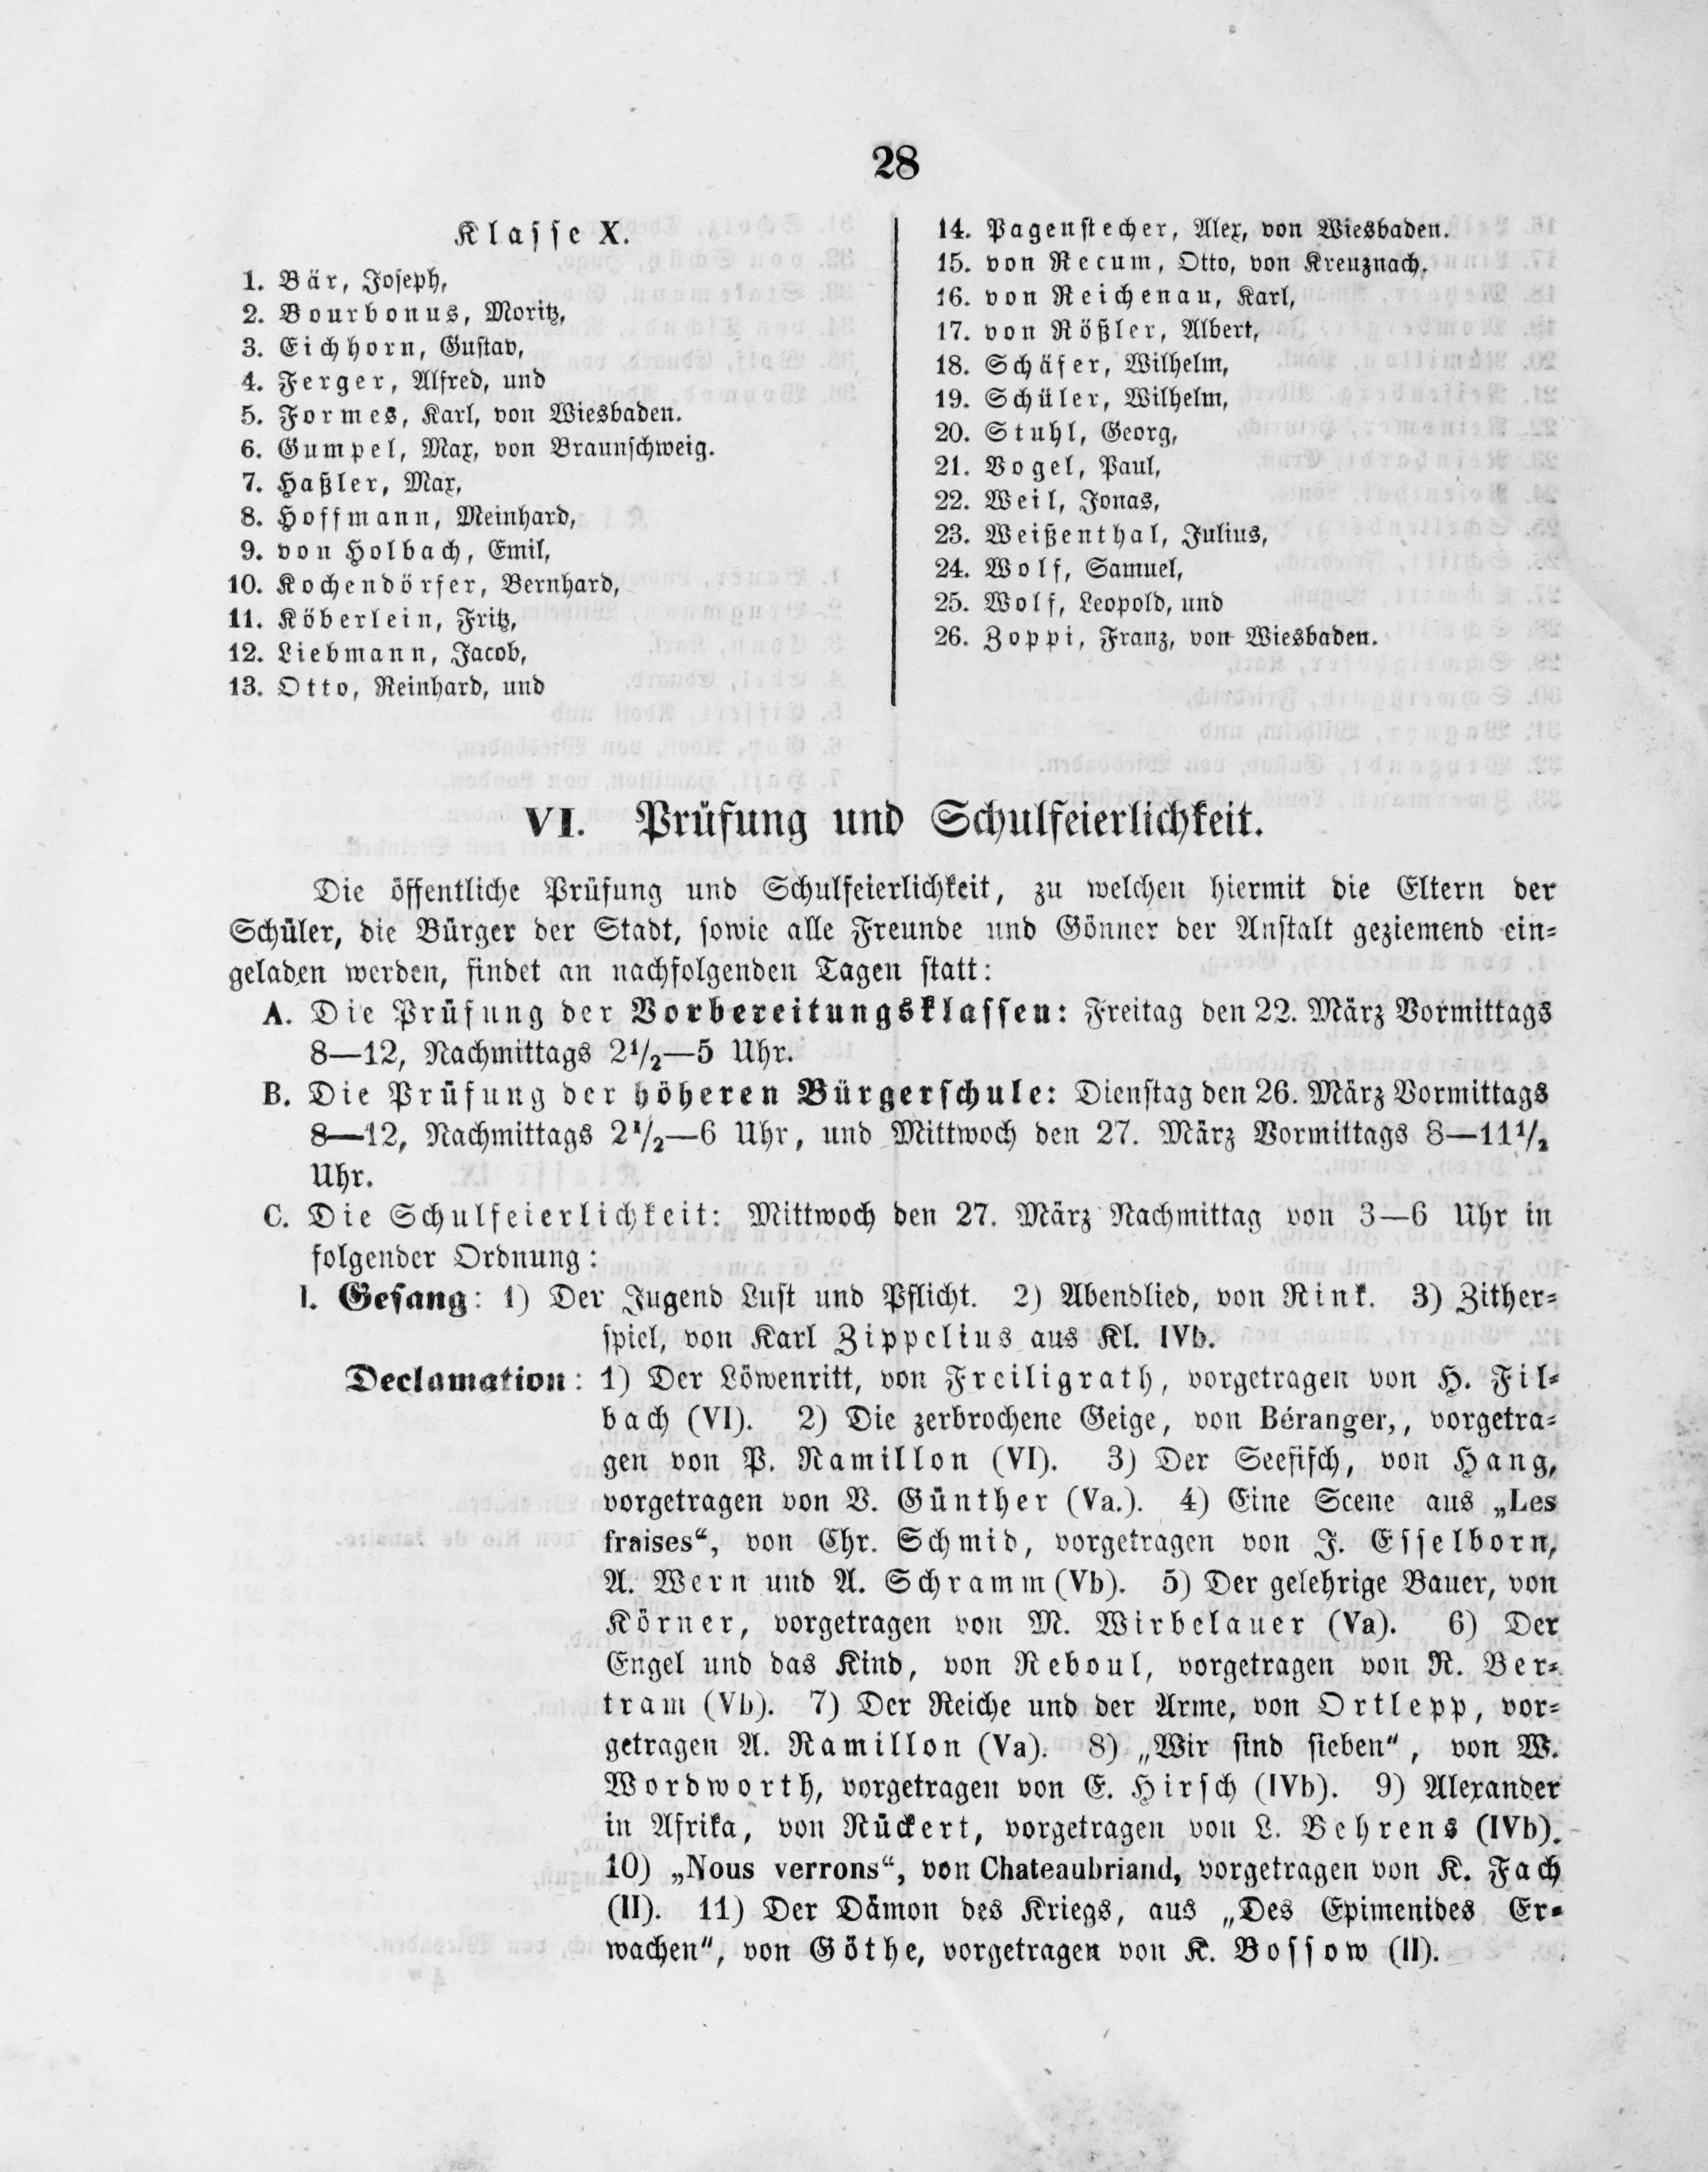 28
Klasse X.
1. Bär, Joseph,
2. Bourbonus, Moritz,
3. Eichhorn, Gustav,
4. Ferger, Alfred, und
5. Formes, Karl, von Wiesbaden.
6. Gumpel, Max, von Braunschweig.
7. Haßler, Max,
8. Hoffmann, Meinhard,
9. von Holbach, Emil,
10. Kochendörfer, Bernhard,
11. Köberlein, Fritz,
12. Liebmann, Jacob,
13. Otto, Reinhard, und
14. Pagenstecher, Alex, von Wiesbaden.
15. von Recum, Otto, von Kreuznach.
16. von Reichenau, Karl,
17. von Rößler, Albert,
18. Schäfer, Wilhelm,
19. Schüler, Wilhelm,
20. Stuhl, Georg,
21. Vogel, Paul,
22. Weil, Jonas,
23. Weißenthal, Julius,
24. Wolf, Samuel,
25. Wolf, Leopold, und
26. Zoppi, Franz, von Wiesbaden.
VI. Prüfung und Schulfeierlichkeit.
Die öffentliche Prüfung und Schulfeierlichkeit, zu welchen hiermit die Eltern der
Schüler, die Bürger der Stadt, sowie alle Freunde und Gönner der Anstalt geziemend ein-
geladen werden, findet an nachfolgenden Tagen statt:
A. Die Prüfung der Vorbereitungsklassen: Freitag den 22. März Vormittags
8—12, Nachmittags 2½—5 Uhr.
B. Die Prüfung der höheren Bürgerschule: Dienstag den 26. März Vormittags
8—12, Nachmittags 2½—6 Uhr, und Mittwoch den 27. März Vormittags 8—11½
Uhr.
C. Die Schulfeierlichkeit: Mittwoch den 27. März Nachmittag von 3—6 Uhr in
folgender Ordnung:
I. Gesang: 1) Der Jugend Lust und Pflicht. 2) Abendlied, von Rink. 3) Zither-
spiel, von Karl Zippelius aus Kl. IVb.
Declamation: 1) Der Löwenritt, von Freiligrath, vorgetragen von H. Fil-
bach (VI). 2) Die zerbrochene Geige, von Béranger,, vorgetra-
gen von P. Ramillon (VI). 3) Der Seefisch, von Hang,
vorgetragen von V. Günther (Va.). 4) Eine Scene aus „Les
fraises“, von Chr. Schmid, vorgetragen von J. Esselborn,
A. Wern und A. Schramm (Vb). 5) Der gelehrige Bauer, von
Körner, vorgetragen von M. Wirbelauer (Va). 6) Der
Engel und das Kind, von Reboul, vorgetragen von R. Ber-
tram (Vb). 7) Der Reiche und der Arme, von Ortlepp, vor-
getragen A. Ramillon (Va). 8) „Wir sind sieben“, von W.
Wordworth, vorgetragen von E. Hirsch (IVb). 9) Alexander
in Afrika, von Rückert, vorgetragen von L. Behrens (IVb).
10) „Nous verrons“, von Chateaubriand, vorgetragen von K. Fach
(II). 11) Der Dämon des Kriegs, aus „Des Epimenides Er-
wachen“, von Göthe, vorgetragen von K. Bossow (II).